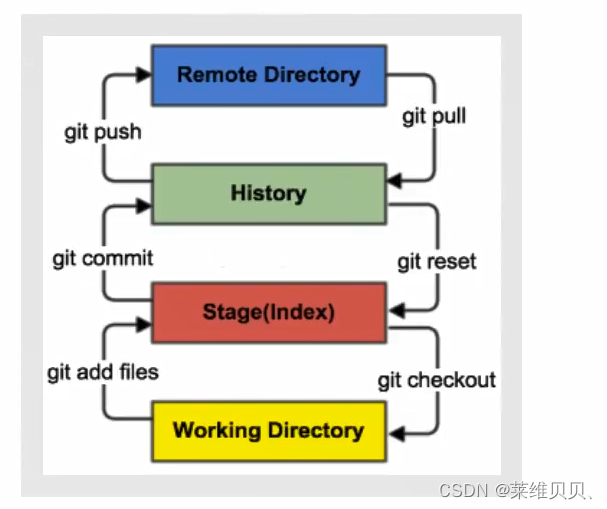 Remote Directory
git push
git pull
History
git commit
git reset
Stage(Index)
git add files
git checkout
Working Directory
CSDN @莱维贝贝、